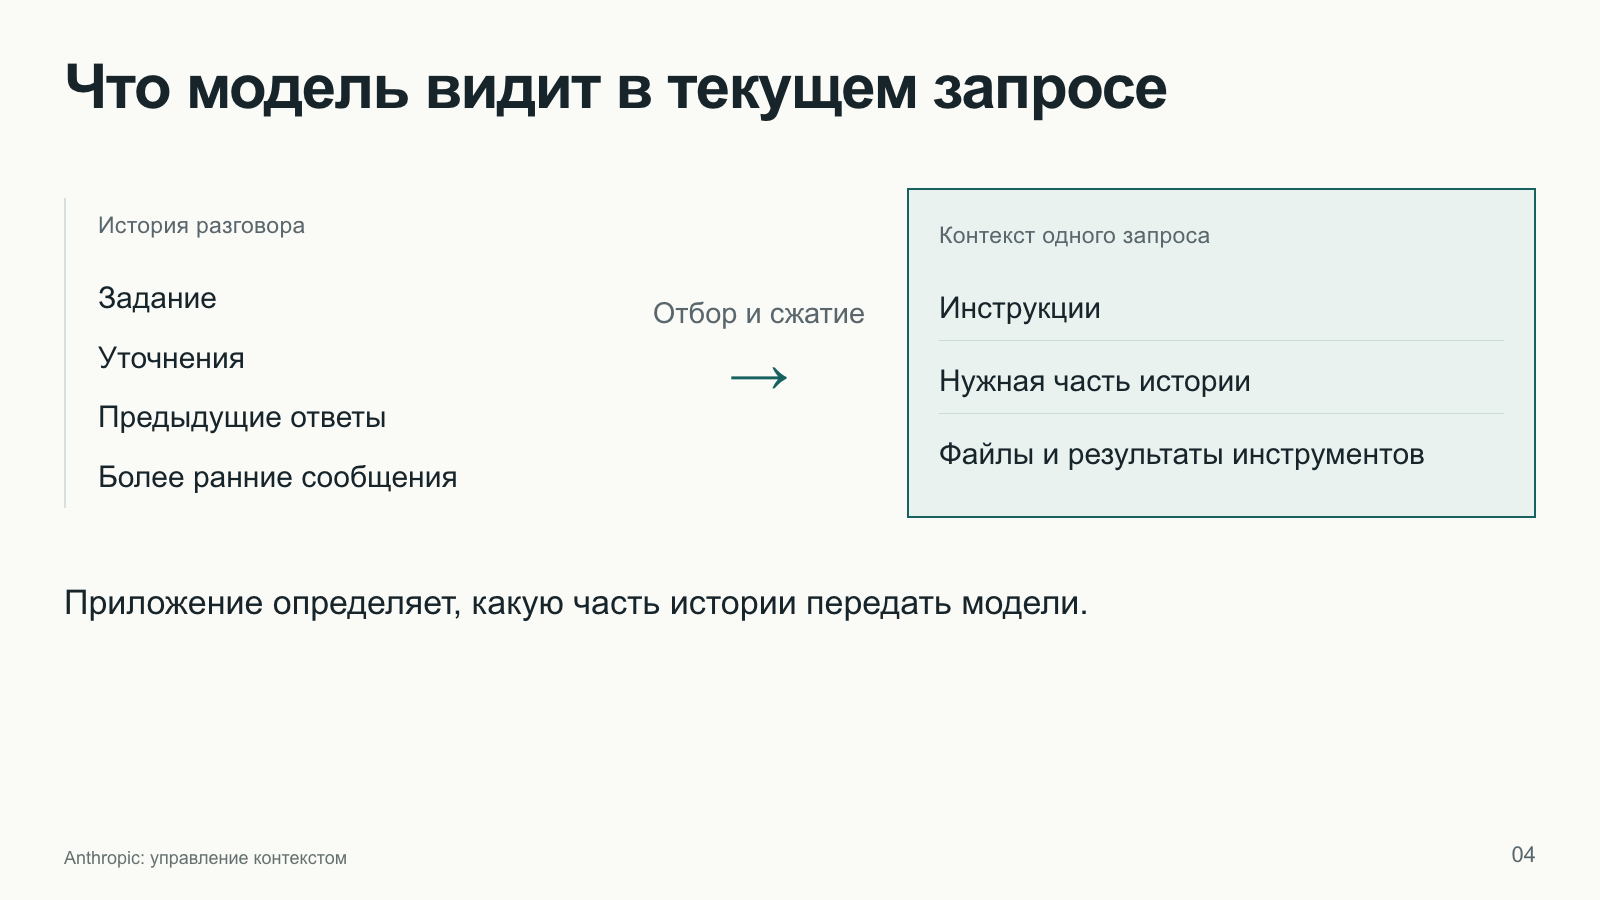 Что модель видит в текущем запросе
История разговора
Задание
Уточнения
Предыдущие ответы
Более ранние сообщения
Отбор и сжатие
→
Контекст одного запроса
Инструкции
Нужная часть истории
Файлы и результаты инструментов
Приложение определяет, какую часть истории передать модели.
Anthropic: управление контекстом
04